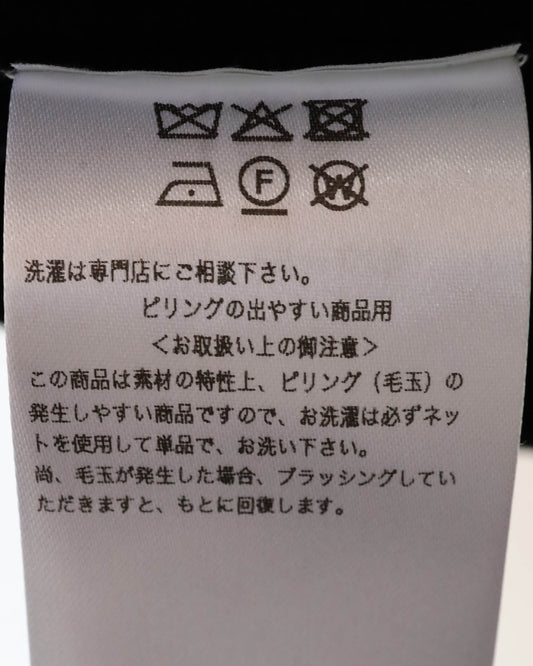 F W
洗濯は専門店にご相談下さい。
ピリングの出やすい商品用
＜お取扱い上の御注意＞
この商品は素材の特性上、ピリング（毛玉）の
発生しやすい商品ですので、お洗濯は必ずネッ
トを使用して単品で、お洗い下さい。
尚、毛玉が発生した場合、ブラッシングしてい
ただきますと、もとに回復します。